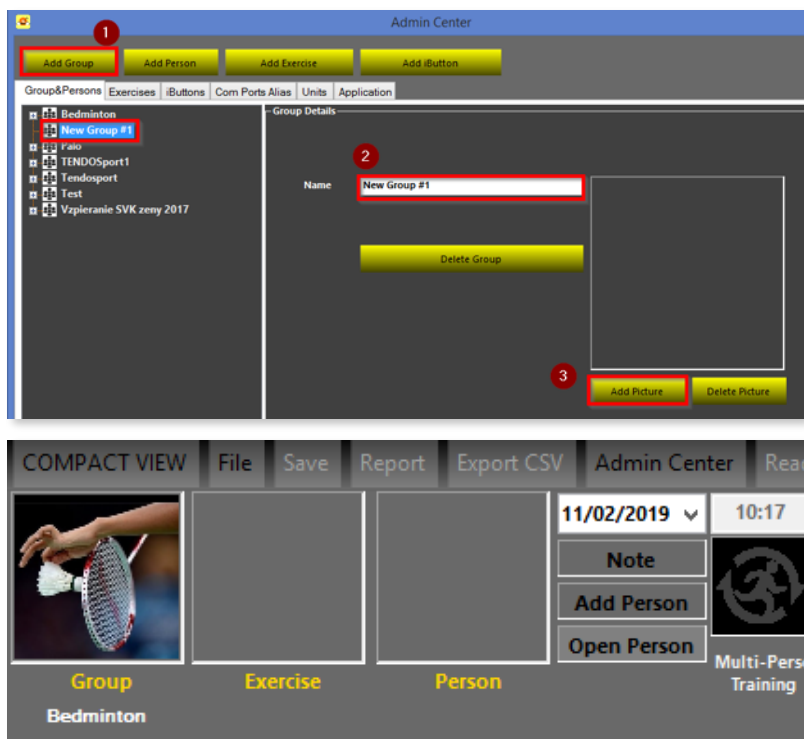 Admin Center
1
Add Group Add Person Add Exercise Add iButton
Group&Persons Exercises iButtons Com Ports Alias Units Application
Bedminton
New Group #1
Palo
TENDOSport1
Tendosport
Test
Vzpieranie SVK zeny 2017
Group Details
2
Name New Group #1
Delete Group
3
Add Picture Delete Picture
COMPACT VIEW File Save Report Export CSV Admin Center Rea
11/02/2019 10:17
Note
Add Person
Open Person
Multi-Pers
Training
Group Exercise Person
Bedminton